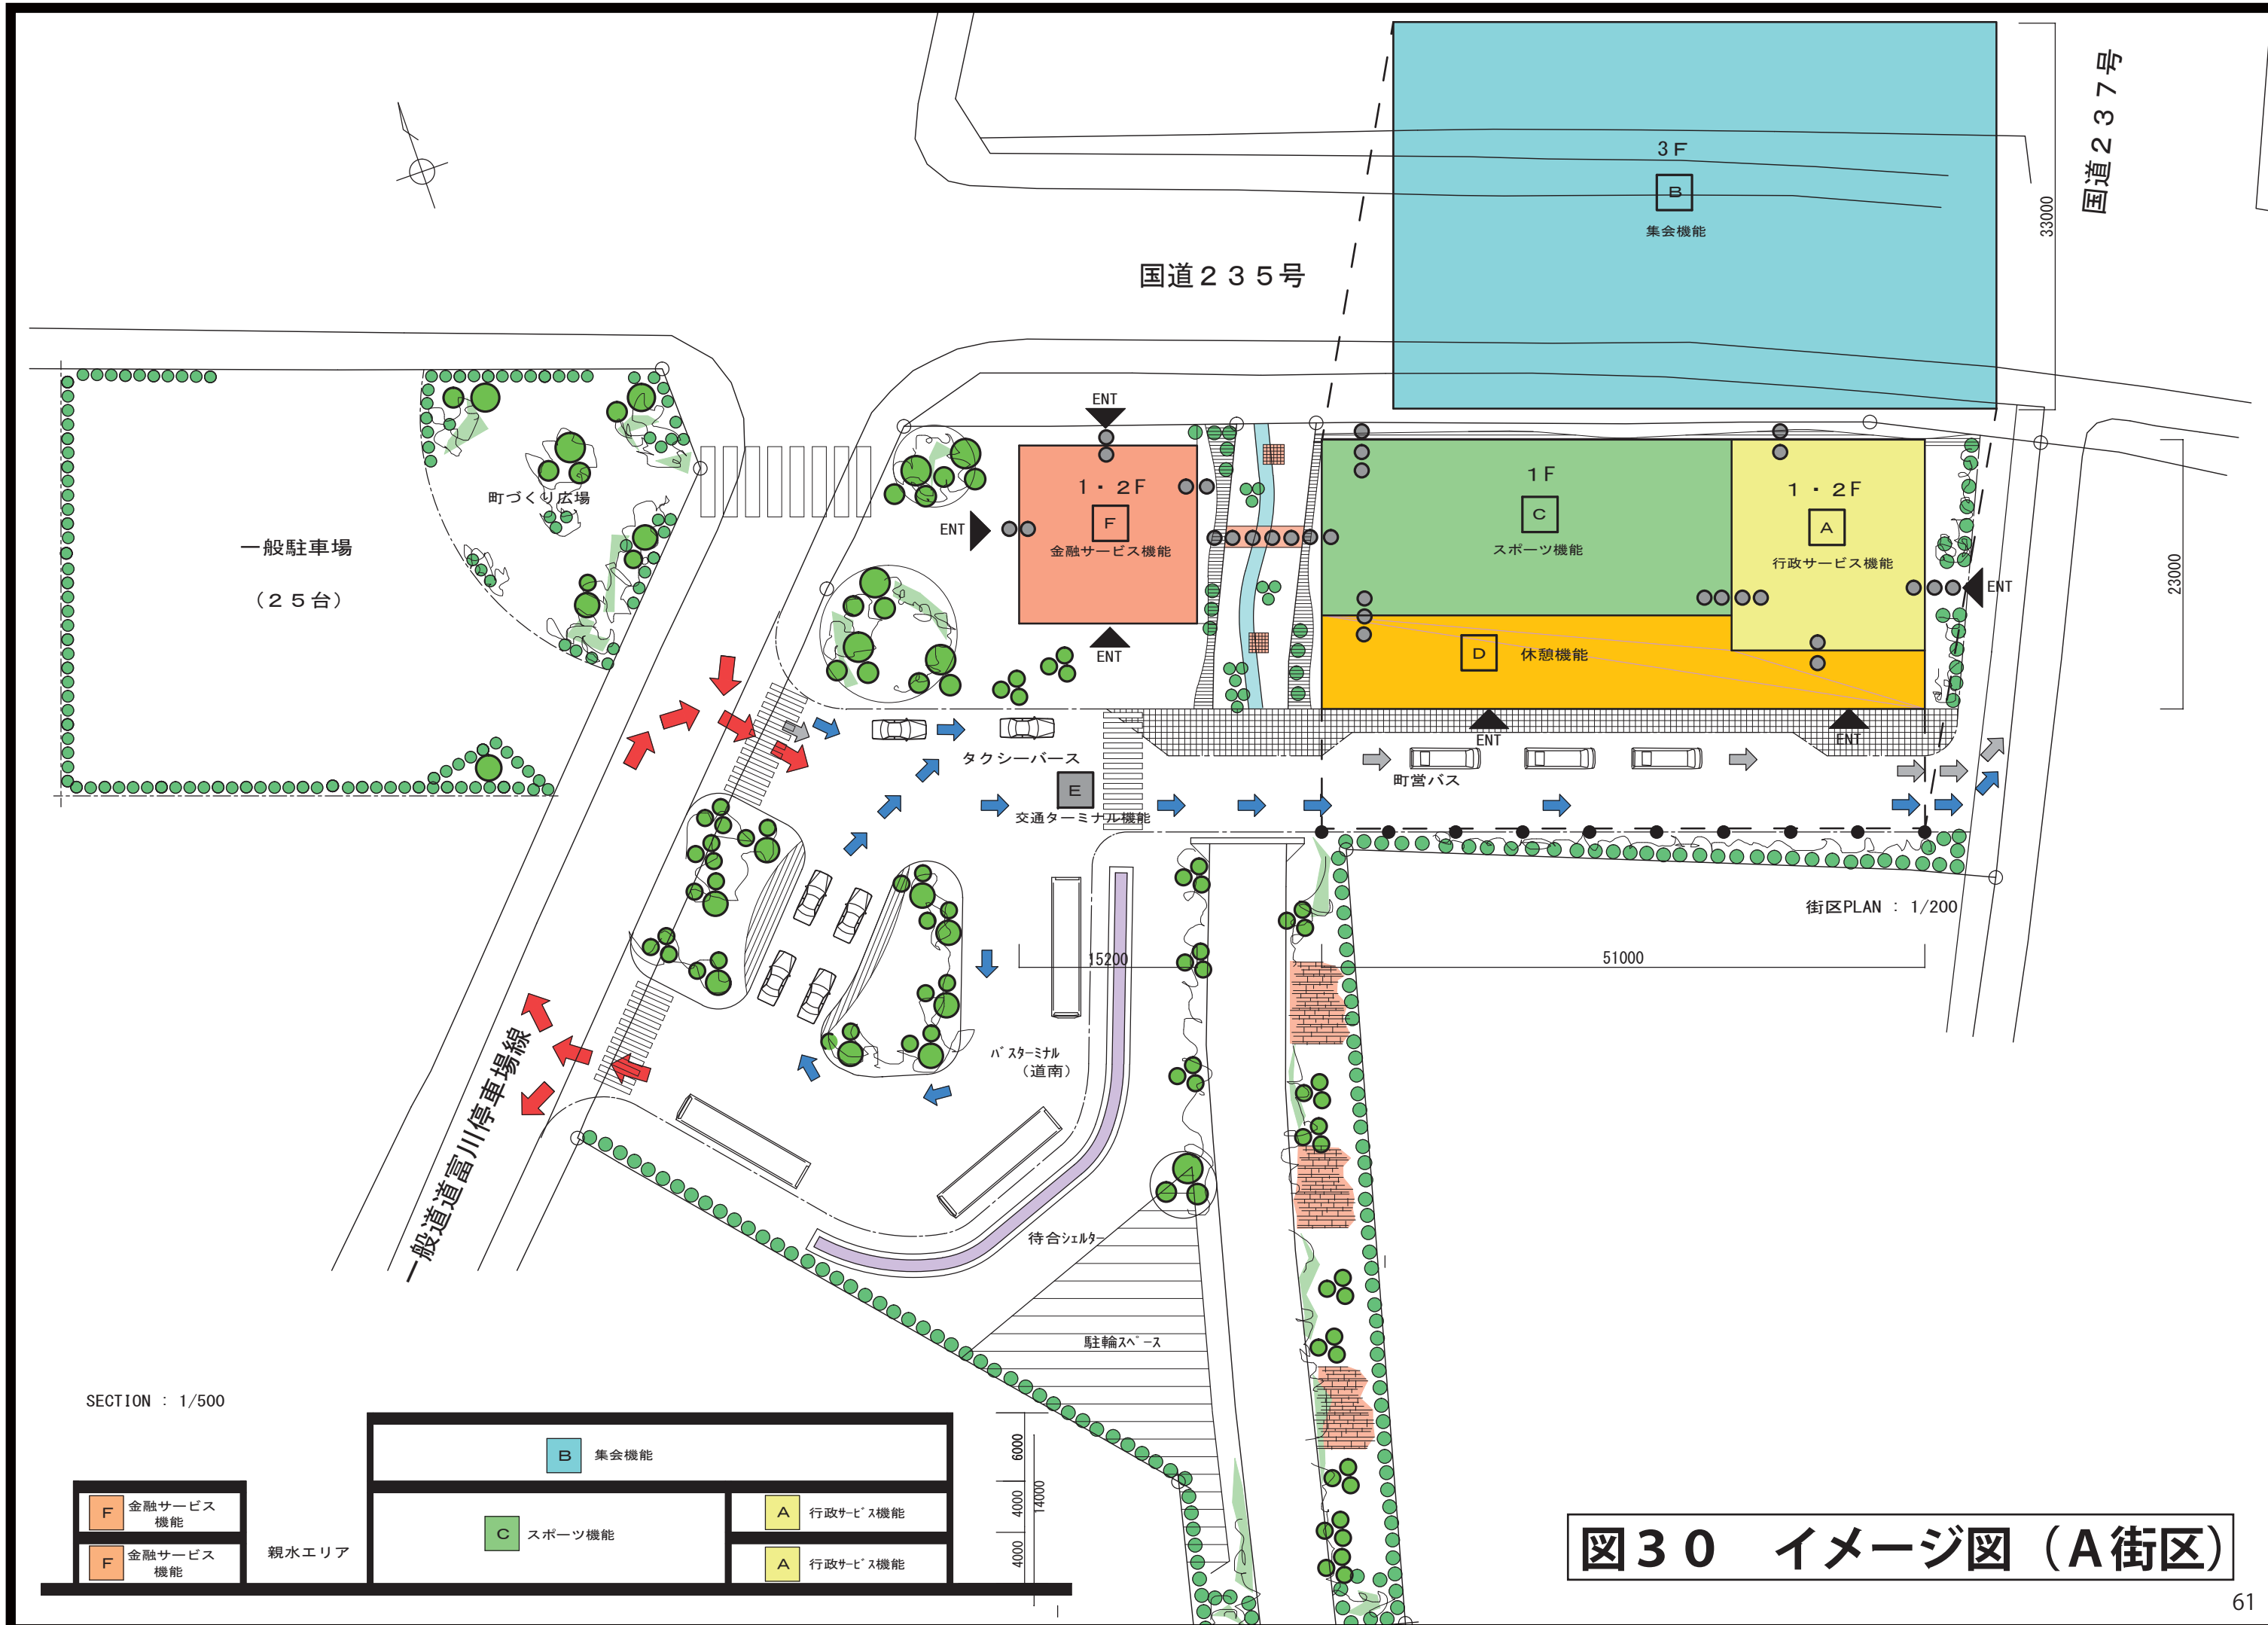 国道237号
33000
3F
B
集会機能
国道235号
ENT
1・2F
F
金融サービス機能
ENT
ENT
1F
C
スポーツ機能
1・2F
A
行政サービス機能
ENT
23000
D
休憩機能
町づくり広場
一般駐車場
(25台)
ENT
ENT
タクシーバース
町営バス
E
交通ターミナル機能
街区PLAN : 1/200
15200
51000
バスターミナル
(道南)
一般道道富川停車場線
待合シェルター
駐輪スペース
SECTION : 1/500
B 集会機能
F 金融サービス
機能
F 金融サービス
機能
親水エリア
C スポーツ機能
A 行政サービス機能
A 行政サービス機能
6000
4000
4000
14000
図30 イメージ図(A街区)
61